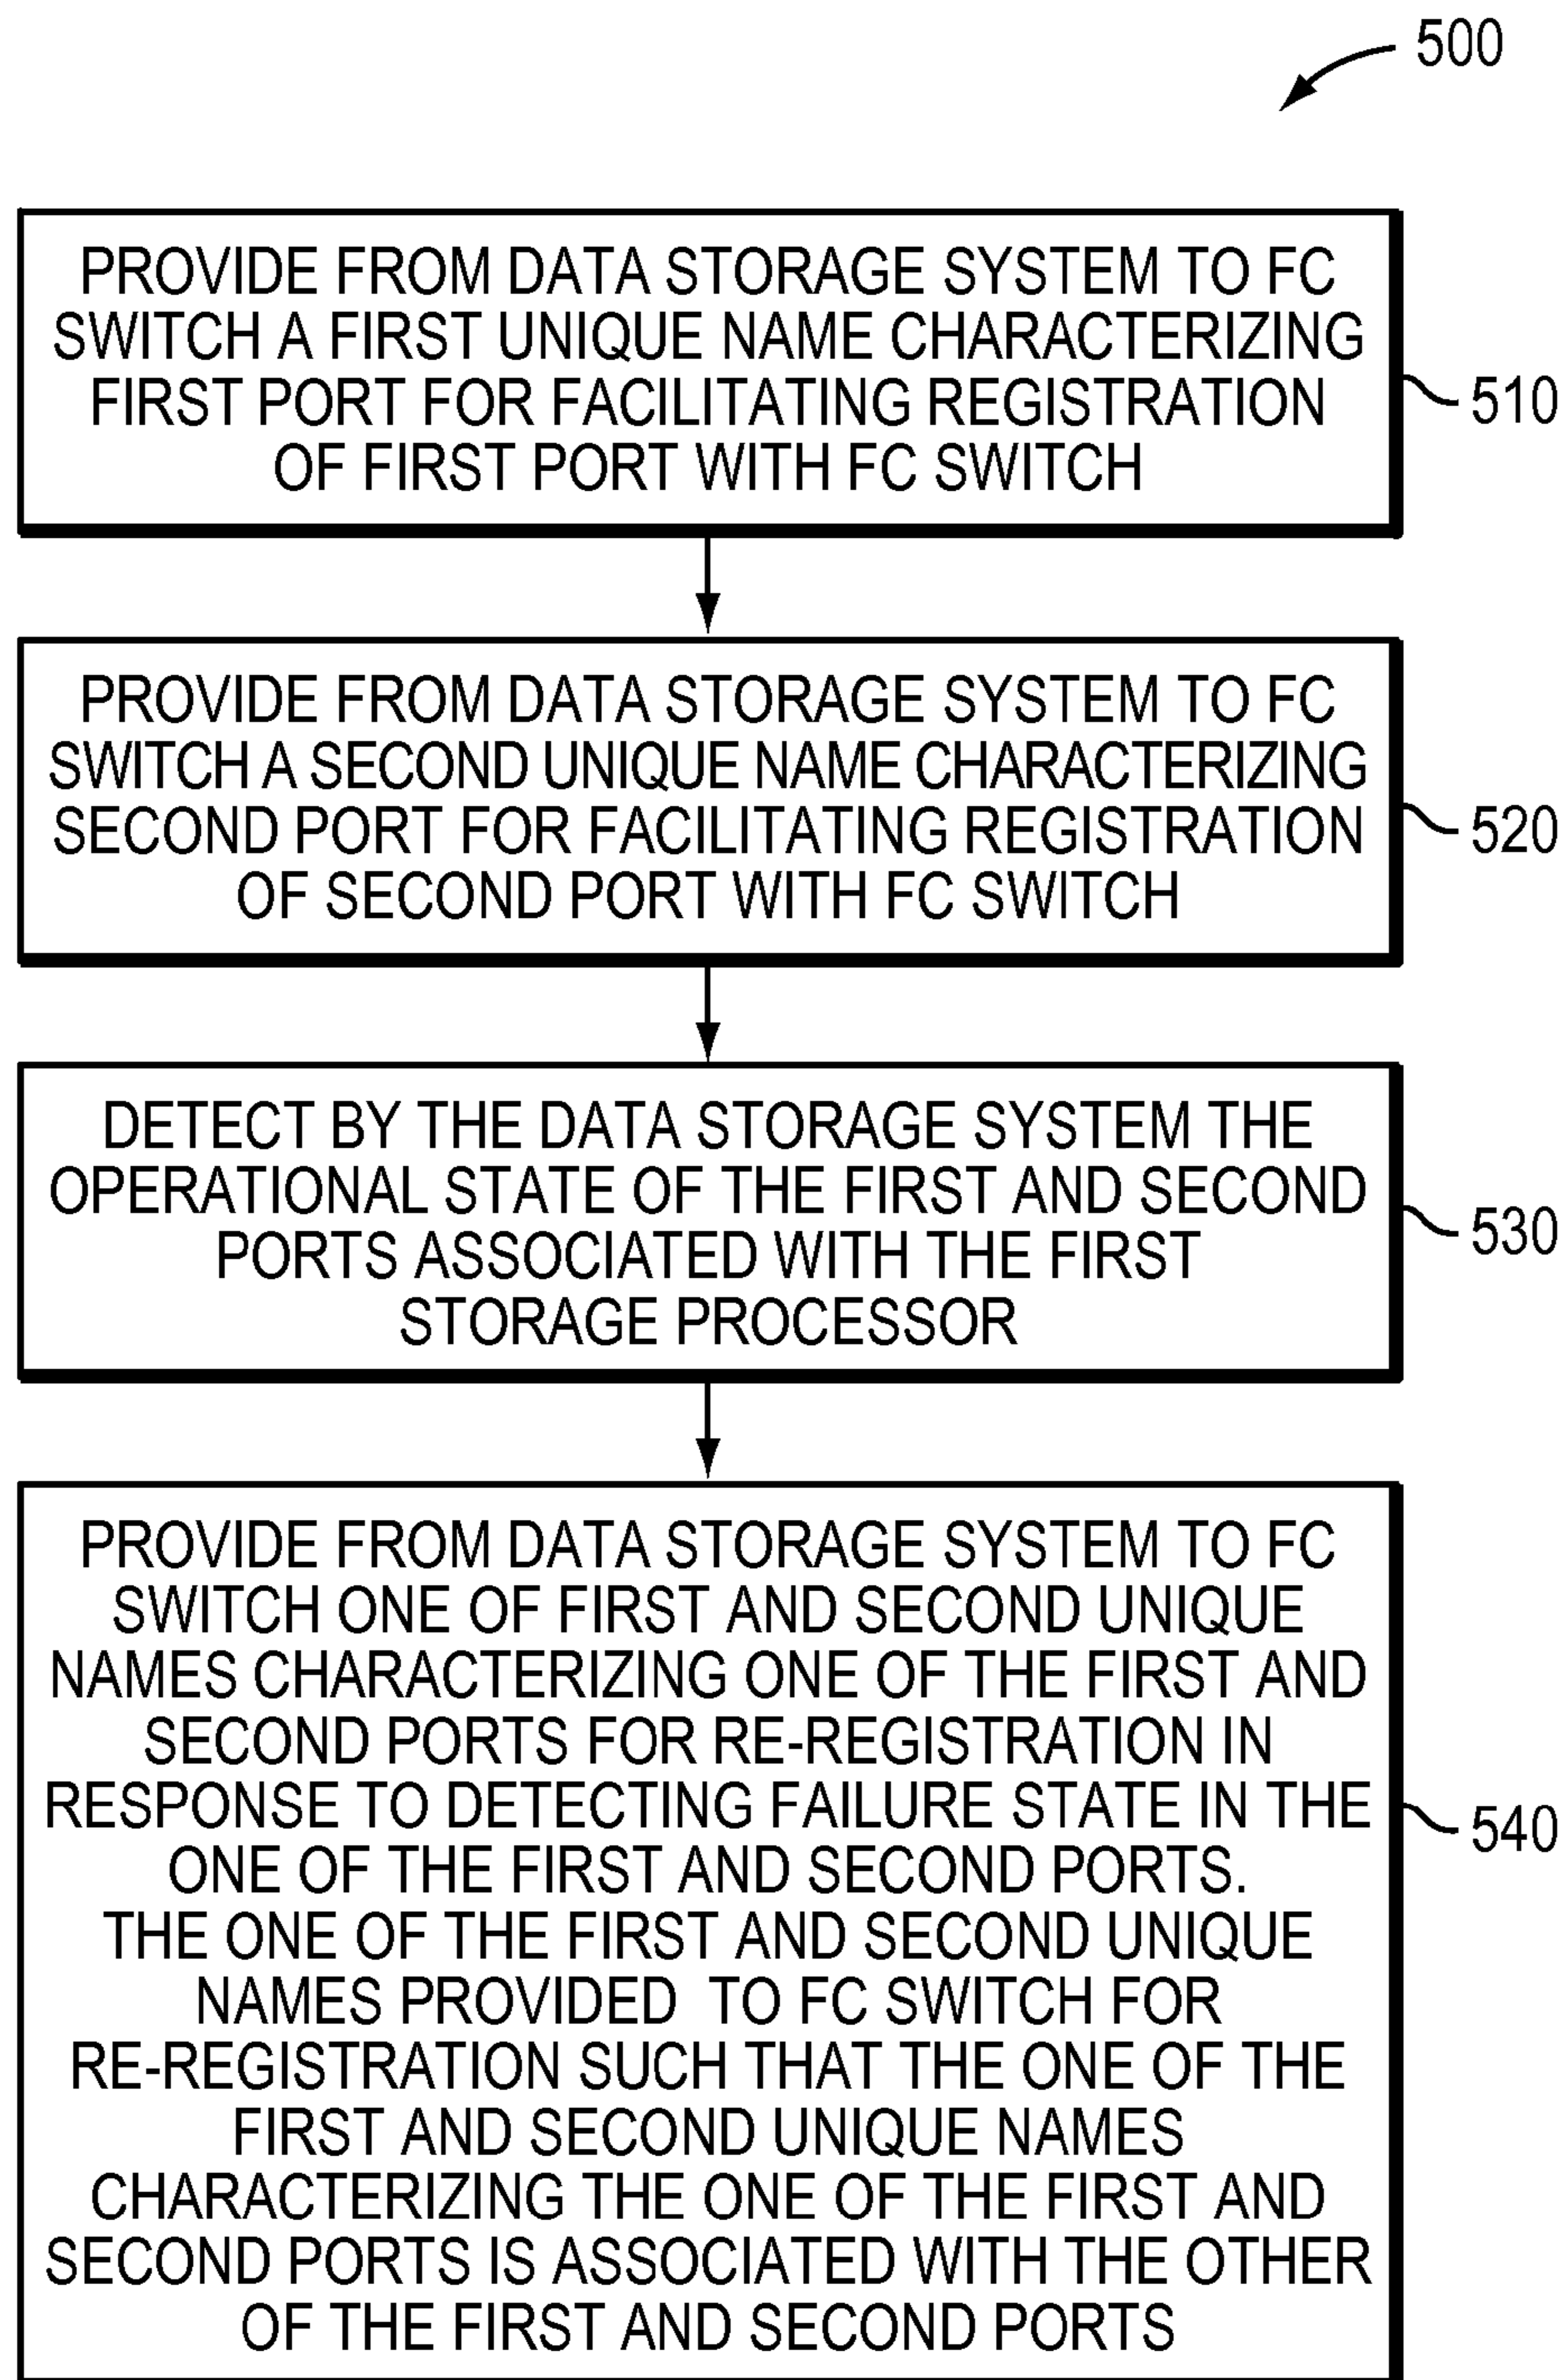 500
PROVIDE FROM DATA STORAGE SYSTEM TO FC
SWITCH A FIRST UNIQUE NAME CHARACTERIZING
FIRST PORT FOR FACILITATING REGISTRATION
OF FIRST PORT WITH FC SWITCH
510
PROVIDE FROM DATA STORAGE SYSTEM TO FC
SWITCH A SECOND UNIQUE NAME CHARACTERIZING
SECOND PORT FOR FACILITATING REGISTRATION
OF SECOND PORT WITH FC SWITCH
520
DETECT BY THE DATA STORAGE SYSTEM THE
OPERATIONAL STATE OF THE FIRST AND SECOND
PORTS ASSOCIATED WITH THE FIRST
STORAGE PROCESSOR
530
PROVIDE FROM DATA STORAGE SYSTEM TO FC
SWITCH ONE OF FIRST AND SECOND UNIQUE
NAMES CHARACTERIZING ONE OF THE FIRST AND
SECOND PORTS FOR RE-REGISTRATION IN
RESPONSE TO DETECTING FAILURE STATE IN THE
ONE OF THE FIRST AND SECOND PORTS.
THE ONE OF THE FIRST AND SECOND UNIQUE
NAMES PROVIDED TO FC SWITCH FOR
RE-REGISTRATION SUCH THAT THE ONE OF THE
FIRST AND SECOND UNIQUE NAMES
CHARACTERIZING THE ONE OF THE FIRST AND
SECOND PORTS IS ASSOCIATED WITH THE OTHER
OF THE FIRST AND SECOND PORTS
540